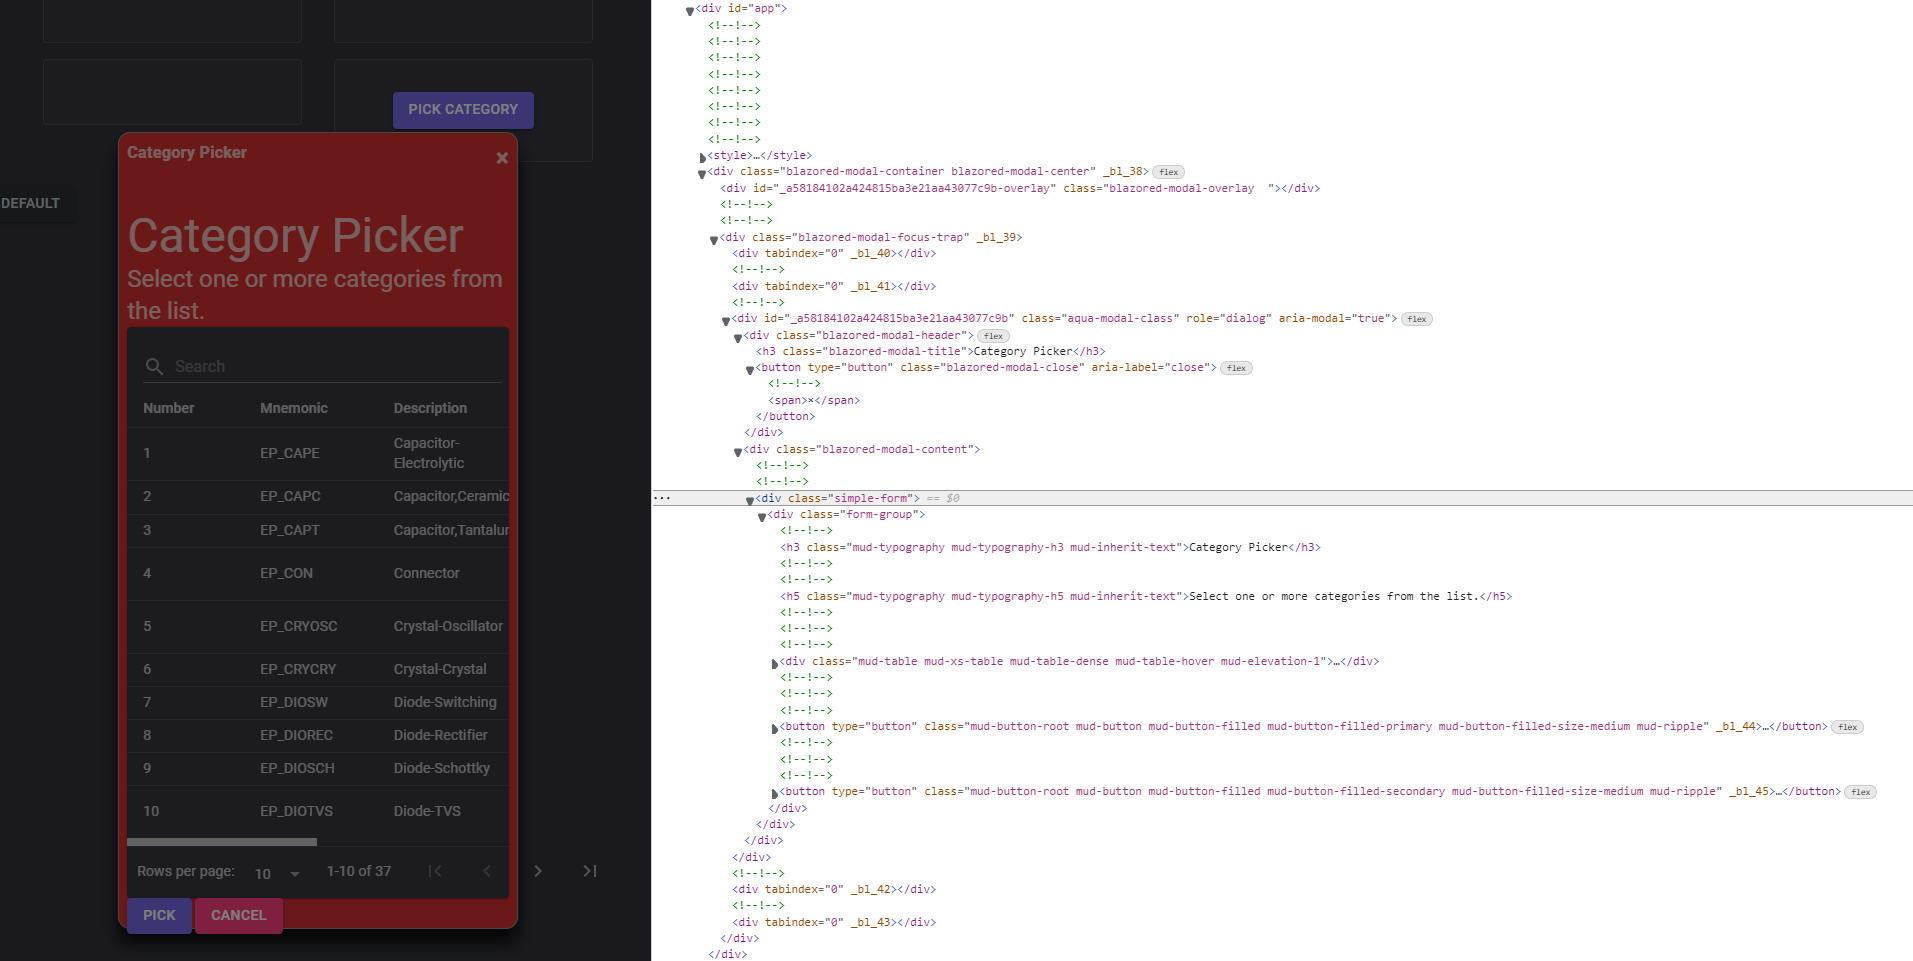 PICK CATEGORY
Category Picker ×
DEFAULT
Category Picker
Select one or more categories from
the list.
Search
Number Mnemonic Description
1 EP_CAPE Capacitor-
Electrolytic
2 EP_CAPC Capacitor,Ceramic
3 EP_CAPT Capacitor,Tantalur
4 EP_CON Connector
5 EP_CRYOSC Crystal-Oscillator
6 EP_CRYCRY Crystal-Crystal
7 EP_DIOSW Diode-Switching
8 EP_DIOREC Diode-Rectifier
9 EP_DIOSCH Diode-Schottky
10 EP_DIOTVS Diode-TVS
Rows per page: 10 1-10 of 37
PICK CANCEL
<div id="app">
<!--!-->
<!--!-->
<!--!-->
<!--!-->
<!--!-->
<!--!-->
<!--!-->
<!--!-->
<style>…</style>
<div class="blazored-modal-container blazored-modal-center" _bl_38> flex
<div id="_a58184102a424815ba3e21aa43077c9b-overlay" class="blazored-modal-overlay  "></div>
<!--!-->
<!--!-->
<div class="blazored-modal-focus-trap" _bl_39>
<div tabindex="0" _bl_40></div>
<!--!-->
<div tabindex="0" _bl_41></div>
<!--!-->
<div id="_a58184102a424815ba3e21aa43077c9b" class="aqua-modal-class" role="dialog" aria-modal="true"> flex
<div class="blazored-modal-header"> flex
<h3 class="blazored-modal-title">Category Picker</h3>
<button type="button" class="blazored-modal-close" aria-label="close"> flex
<!--!-->
<span>×</span>
</button>
</div>
<div class="blazored-modal-content">
<!--!-->
<!--!-->
... <div class="simple-form"> == $0
<div class="form-group">
<!--!-->
<h3 class="mud-typography mud-typography-h3 mud-inherit-text">Category Picker</h3>
<!--!-->
<!--!-->
<h5 class="mud-typography mud-typography-h5 mud-inherit-text">Select one or more categories from the list.</h5>
<!--!-->
<!--!-->
<!--!-->
<div class="mud-table mud-xs-table mud-table-dense mud-table-hover mud-elevation-1">…</div>
<!--!-->
<!--!-->
<!--!-->
<button type="button" class="mud-button-root mud-button mud-button-filled mud-button-filled-primary mud-button-filled-size-medium mud-ripple" _bl_44>…</button> flex
<!--!-->
<!--!-->
<!--!-->
<button type="button" class="mud-button-root mud-button mud-button-filled mud-button-filled-secondary mud-button-filled-size-medium mud-ripple" _bl_45>…</button> flex
</div>
</div>
</div>
</div>
<!--!-->
<div tabindex="0" _bl_42></div>
<!--!-->
<div tabindex="0" _bl_43></div>
</div>
</div>